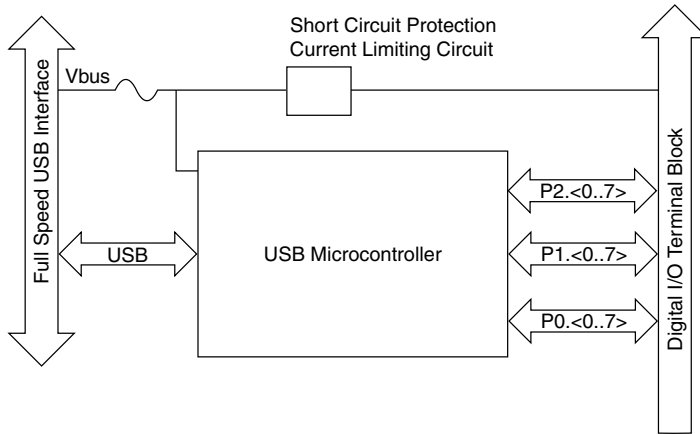 Short Circuit Protection
Current Limiting Circuit
Vbus
Full Speed USB Interface
USB
USB Microcontroller
P2.<0..7>
P1.<0..7>
P0.<0..7>
Digital I/O Terminal Block